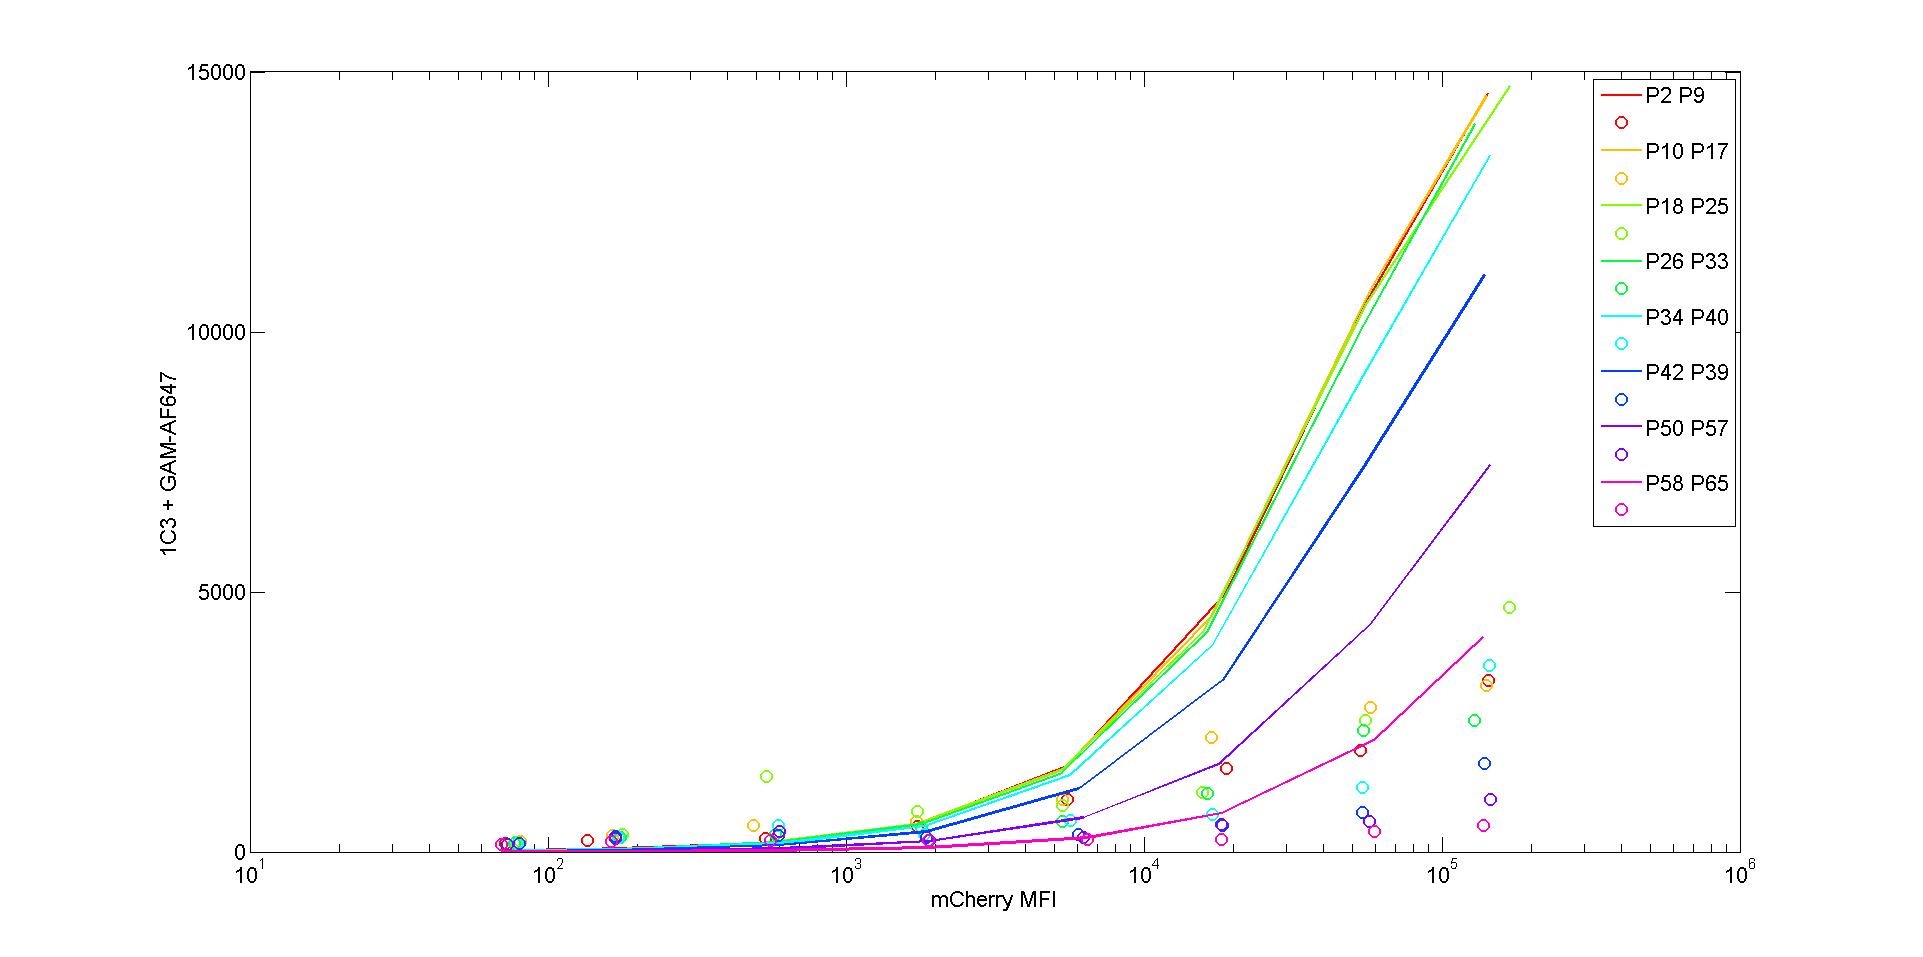 15000
10000
5000
0
1C3 + GAM-AF647
10^1
10^2
10^3
10^4
10^5
10^6
mCherry MFI
P2 P9
P10 P17
P18 P25
P26 P33
P34 P40
P42 P39
P50 P57
P58 P65